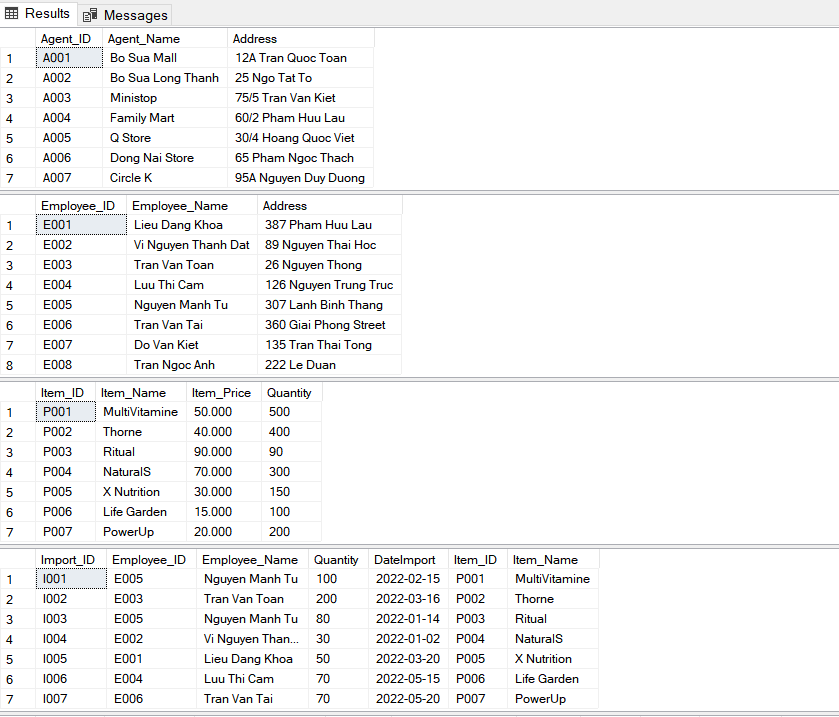 Results Messages
Agent_ID Agent_Name Address
1 A001 Bo Sua Mall 12A Tran Quoc Toan
2 A002 Bo Sua Long Thanh 25 Ngo Tat To
3 A003 Ministop 75/5 Tran Van Kiet
4 A004 Family Mart 60/2 Pham Huu Lau
5 A005 Q Store 30/4 Hoang Quoc Viet
6 A006 Dong Nai Store 65 Pham Ngoc Thach
7 A007 Circle K 95A Nguyen Duy Duong
Employee_ID Employee_Name Address
1 E001 Lieu Dang Khoa 387 Pham Huu Lau
2 E002 Vi Nguyen Thanh Dat 89 Nguyen Thai Hoc
3 E003 Tran Van Toan 26 Nguyen Thong
4 E004 Luu Thi Cam 126 Nguyen Trung Truc
5 E005 Nguyen Manh Tu 307 Lanh Binh Thang
6 E006 Tran Van Tai 360 Giai Phong Street
7 E007 Do Van Kiet 135 Tran Thai Tong
8 E008 Tran Ngoc Anh 222 Le Duan
Item_ID Item_Name Item_Price Quantity
1 P001 MultiVitamine 50.000 500
2 P002 Thorne 40.000 400
3 P003 Ritual 90.000 90
4 P004 NaturalS 70.000 300
5 P005 X Nutrition 30.000 150
6 P006 Life Garden 15.000 100
7 P007 PowerUp 20.000 200
Import_ID Employee_ID Employee_Name Quantity DateImport Item_ID Item_Name
1 I001 E005 Nguyen Manh Tu 100 2022-02-15 P001 MultiVitamine
2 I002 E003 Tran Van Toan 200 2022-03-16 P002 Thorne
3 I003 E005 Nguyen Manh Tu 80 2022-01-14 P003 Ritual
4 I004 E002 Vi Nguyen Than... 30 2022-01-02 P004 NaturalS
5 I005 E001 Lieu Dang Khoa 50 2022-03-20 P005 X Nutrition
6 I006 E004 Luu Thi Cam 70 2022-05-15 P006 Life Garden
7 I007 E006 Tran Van Tai 70 2022-05-20 P007 PowerUp